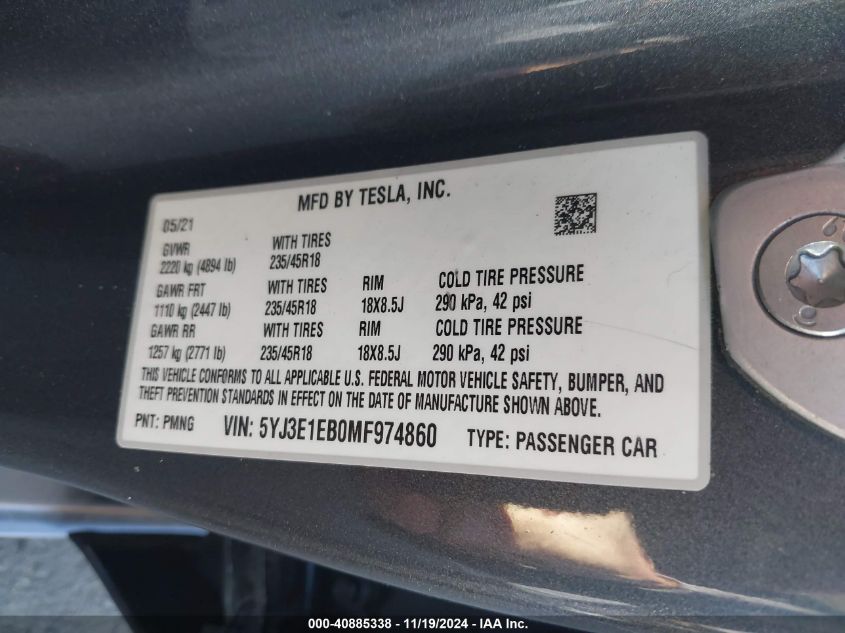 MFD BY TESLA, INC.
05/21
GVWR WITH TIRES
2220 kg (4894 lb) 235/45R18
GAWR FRT WITH TIRES RIM COLD TIRE PRESSURE
1110 kg (2447 lb) 235/45R18 18X8.5J 290 kPa, 42 psi
GAWR RR WITH TIRES RIM COLD TIRE PRESSURE
1257 kg (2771 lb) 235/45R18 18X8.5J 290 kPa, 42 psi
THIS VEHICLE CONFORMS TO ALL APPLICABLE U.S. FEDERAL MOTOR VEHICLE SAFETY, BUMPER, AND
THEFT PREVENTION STANDARDS IN EFFECT ON THE DATE OF MANUFACTURE SHOWN ABOVE.
PNT: PMNG VIN: 5YJ3E1EB0MF974860 TYPE: PASSENGER CAR
000-40885338 - 11/19/2024 - IAA Inc.